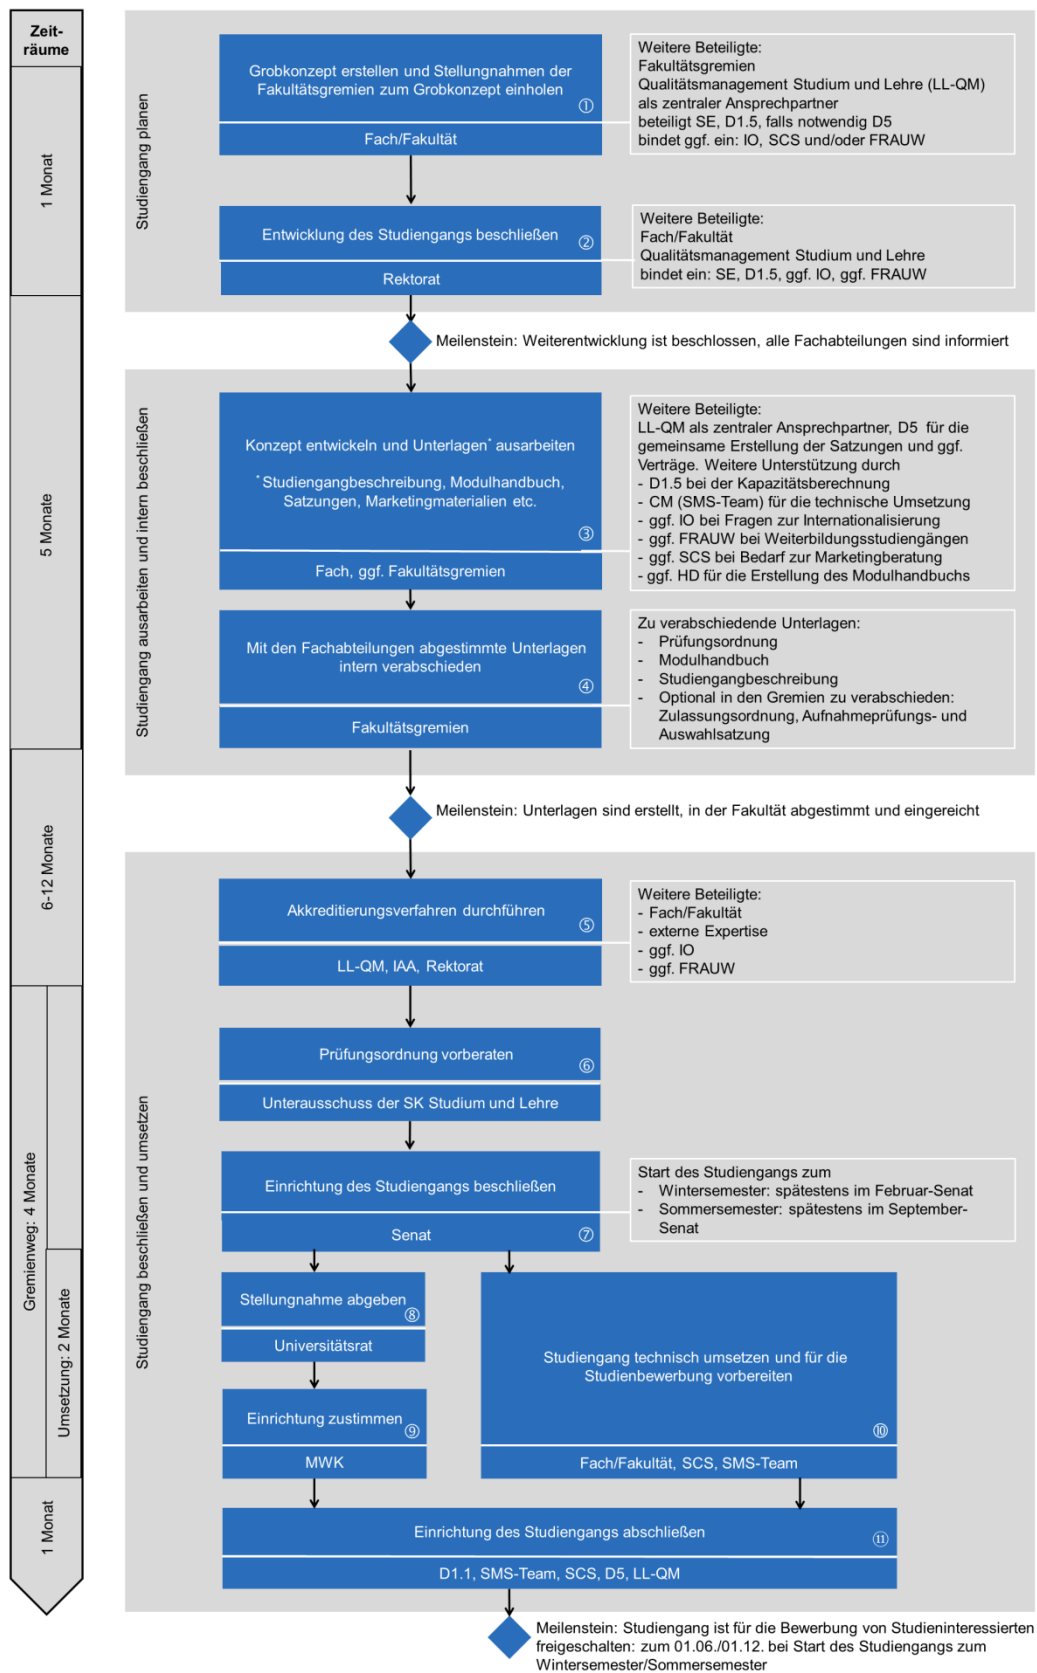 Zeit-
räume
1 Monat
5 Monate
6-12 Monate
Gremienweg: 4 Monate
Umsetzung: 2 Monate
1 Monat
Studiengang planen
Grobkonzept erstellen und Stellungnahmen der
Fakultätsgremien zum Grobkonzept einholen
①
Fach/Fakultät
Weitere Beteiligte:
Fakultätsgremien
Qualitätsmanagement Studium und Lehre (LL-QM)
als zentraler Ansprechpartner
beteiligt SE, D1.5, falls notwendig D5
bindet ggf. ein: IO, SCS und/oder FRAUW
Entwicklung des Studiengangs beschließen
②
Rektorat
Weitere Beteiligte:
Fach/Fakultät
Qualitätsmanagement Studium und Lehre
bindet ein: SE, D1.5, ggf. IO, ggf. FRAUW
Meilenstein: Weiterentwicklung ist beschlossen, alle Fachabteilungen sind informiert
Studiengang ausarbeiten und intern beschließen
Konzept entwickeln und Unterlagen* ausarbeiten
* Studiengangbeschreibung, Modulhandbuch,
Satzungen, Marketingmaterialien etc.
③
Fach, ggf. Fakultätsgremien
Weitere Beteiligte:
LL-QM als zentraler Ansprechpartner, D5 für die
gemeinsame Erstellung der Satzungen und ggf.
Verträge. Weitere Unterstützung durch
- D1.5 bei der Kapazitätsberechnung
- CM (SMS-Team) für die technische Umsetzung
- ggf. IO bei Fragen zur Internationalisierung
- ggf. FRAUW bei Weiterbildungsstudiengängen
- ggf. SCS bei Bedarf zur Marketingberatung
- ggf. HD für die Erstellung des Modulhandbuchs
Mit den Fachabteilungen abgestimmte Unterlagen
intern verabschieden
④
Fakultätsgremien
Zu verabschiedende Unterlagen:
- Prüfungsordnung
- Modulhandbuch
- Studiengangbeschreibung
- Optional in den Gremien zu verabschieden:
Zulassungsordnung, Aufnahmeprüfungs- und
Auswahlsatzung
Meilenstein: Unterlagen sind erstellt, in der Fakultät abgestimmt und eingereicht
Studiengang beschließen und umsetzen
Akkreditierungsverfahren durchführen
⑤
LL-QM, IAA, Rektorat
Weitere Beteiligte:
- Fach/Fakultät
- externe Expertise
- ggf. IO
- ggf. FRAUW
Prüfungsordnung vorberaten
⑥
Unterausschuss der SK Studium und Lehre
Einrichtung des Studiengangs beschließen
Senat
⑦
Start des Studiengangs zum
- Wintersemester: spätestens im Februar-Senat
- Sommersemester: spätestens im September-
Senat
Stellungnahme abgeben
⑧
Universitätsrat
Einrichtung zustimmen
⑨
MWK
Studiengang technisch umsetzen und für die
Studienbewerbung vorbereiten
⑩
Fach/Fakultät, SCS, SMS-Team
Einrichtung des Studiengangs abschließen
⑪
D1.1, SMS-Team, SCS, D5, LL-QM
Meilenstein: Studiengang ist für die Bewerbung von Studieninteressierten
freigeschalten: zum 01.06./01.12. bei Start des Studiengangs zum
Wintersemester/Sommersemester